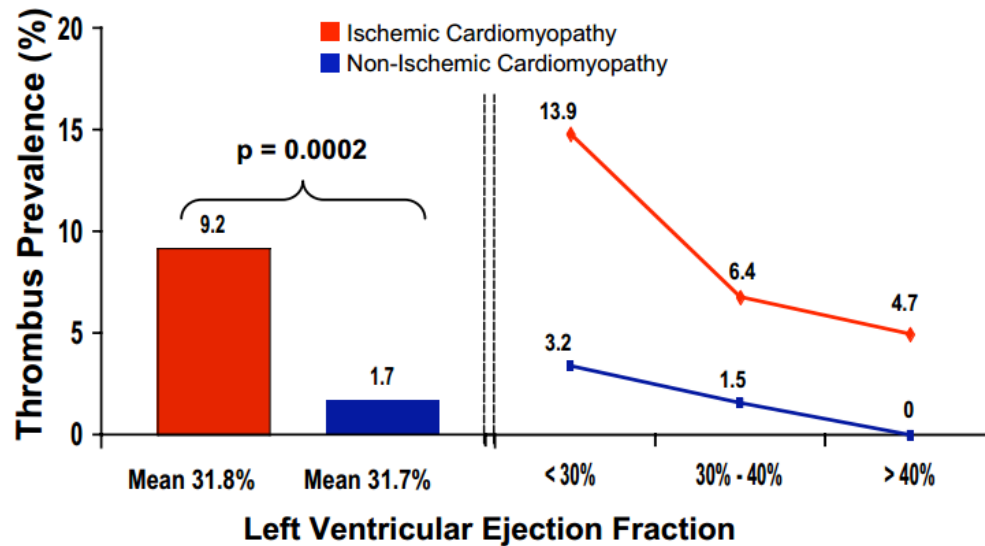 Thrombus Prevalence (%)
20
15
10
5
0
Ischemic Cardiomyopathy
Non-Ischemic Cardiomyopathy
p = 0.0002
9.2
1.7
13.9
6.4
4.7
3.2
1.5
0
Mean 31.8% Mean 31.7% < 30% 30% - 40% > 40%
Left Ventricular Ejection Fraction